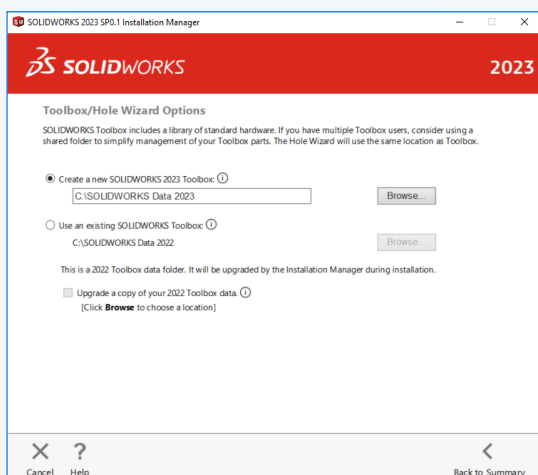 SOLIDWORKS 2023 SP0.1 Installation Manager
SOLIDWORKS
2023
Toolbox/Hole Wizard Options
SOLIDWORKS Toolbox includes a library of standard hardware. If you have multiple Toolbox users, consider using a
shared folder to simplify management of your Toolbox parts. The Hole Wizard will use the same location as Toolbox.
Create a new SOLIDWORKS 2023 Toolbox:
C:\SOLIDWORKS Data 2023
Browse...
Use an existing SOLIDWORKS Toolbox:
C:\SOLIDWORKS Data 2022
Browse...
This is a 2022 Toolbox data folder. It will be upgraded by the Installation Manager during installation.
Upgrade a copy of your 2022 Toolbox data.
[Click Browse to choose a location]
Cancel
Help
Back to Summary